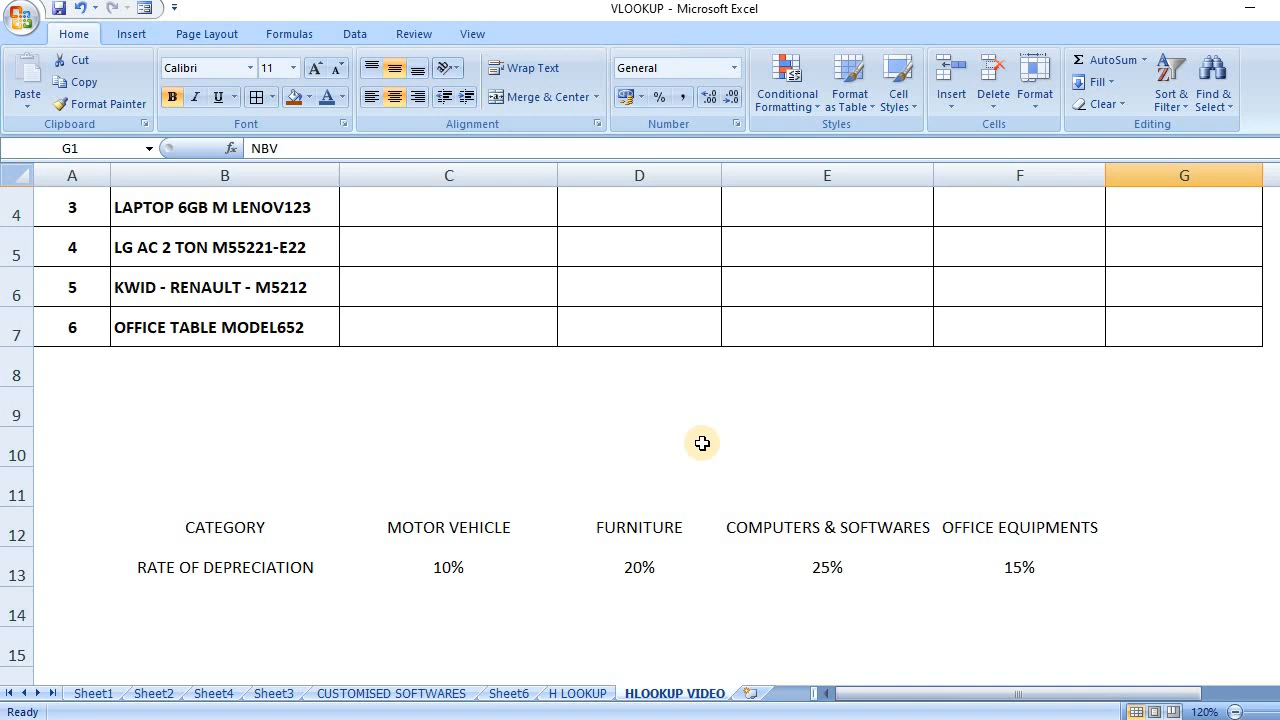 VLOOKUP - Microsoft Excel
Home Insert Page Layout Formulas Data Review View
Paste
Cut
Copy
Format Painter
Clipboard
Calibri 11
B I U
Font
Wrap Text
Merge & Center
Alignment
General
% ,
Number
Conditional Formatting
Format as Table
Cell Styles
Styles
Insert Delete Format
Cells
Σ AutoSum
Fill
Clear
Sort & Filter
Find & Select
Editing
G1 fx NBV
A B C D E F G
4 3 LAPTOP 6GB M LENOV123
5 4 LG AC 2 TON M55221-E22
6 5 KWID - RENAULT - M5212
7 6 OFFICE TABLE MODEL652
8
9
10
11
12 CATEGORY MOTOR VEHICLE FURNITURE COMPUTERS & SOFTWARES OFFICE EQUIPMENTS
13 RATE OF DEPRECIATION 10% 20% 25% 15%
14
15
Sheet1 Sheet2 Sheet4 Sheet3 CUSTOMISED SOFTWARES Sheet6 H LOOKUP HLOOKUP VIDEO
Ready 120%